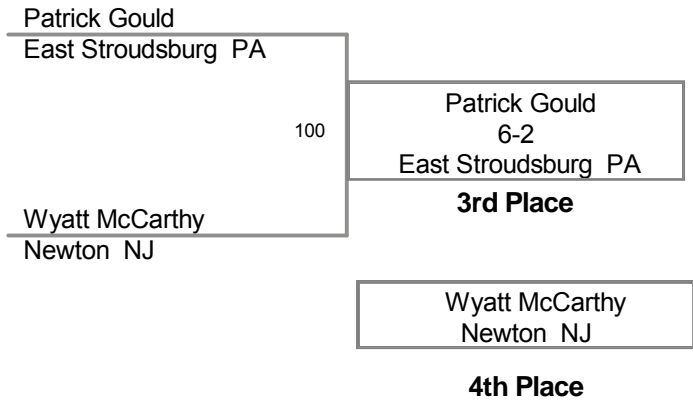 Patrick Gould
East Stroudsburg PA
100
Patrick Gould
6-2
East Stroudsburg PA
3rd Place
Wyatt McCarthy
Newton NJ
Wyatt McCarthy
Newton NJ
4th Place